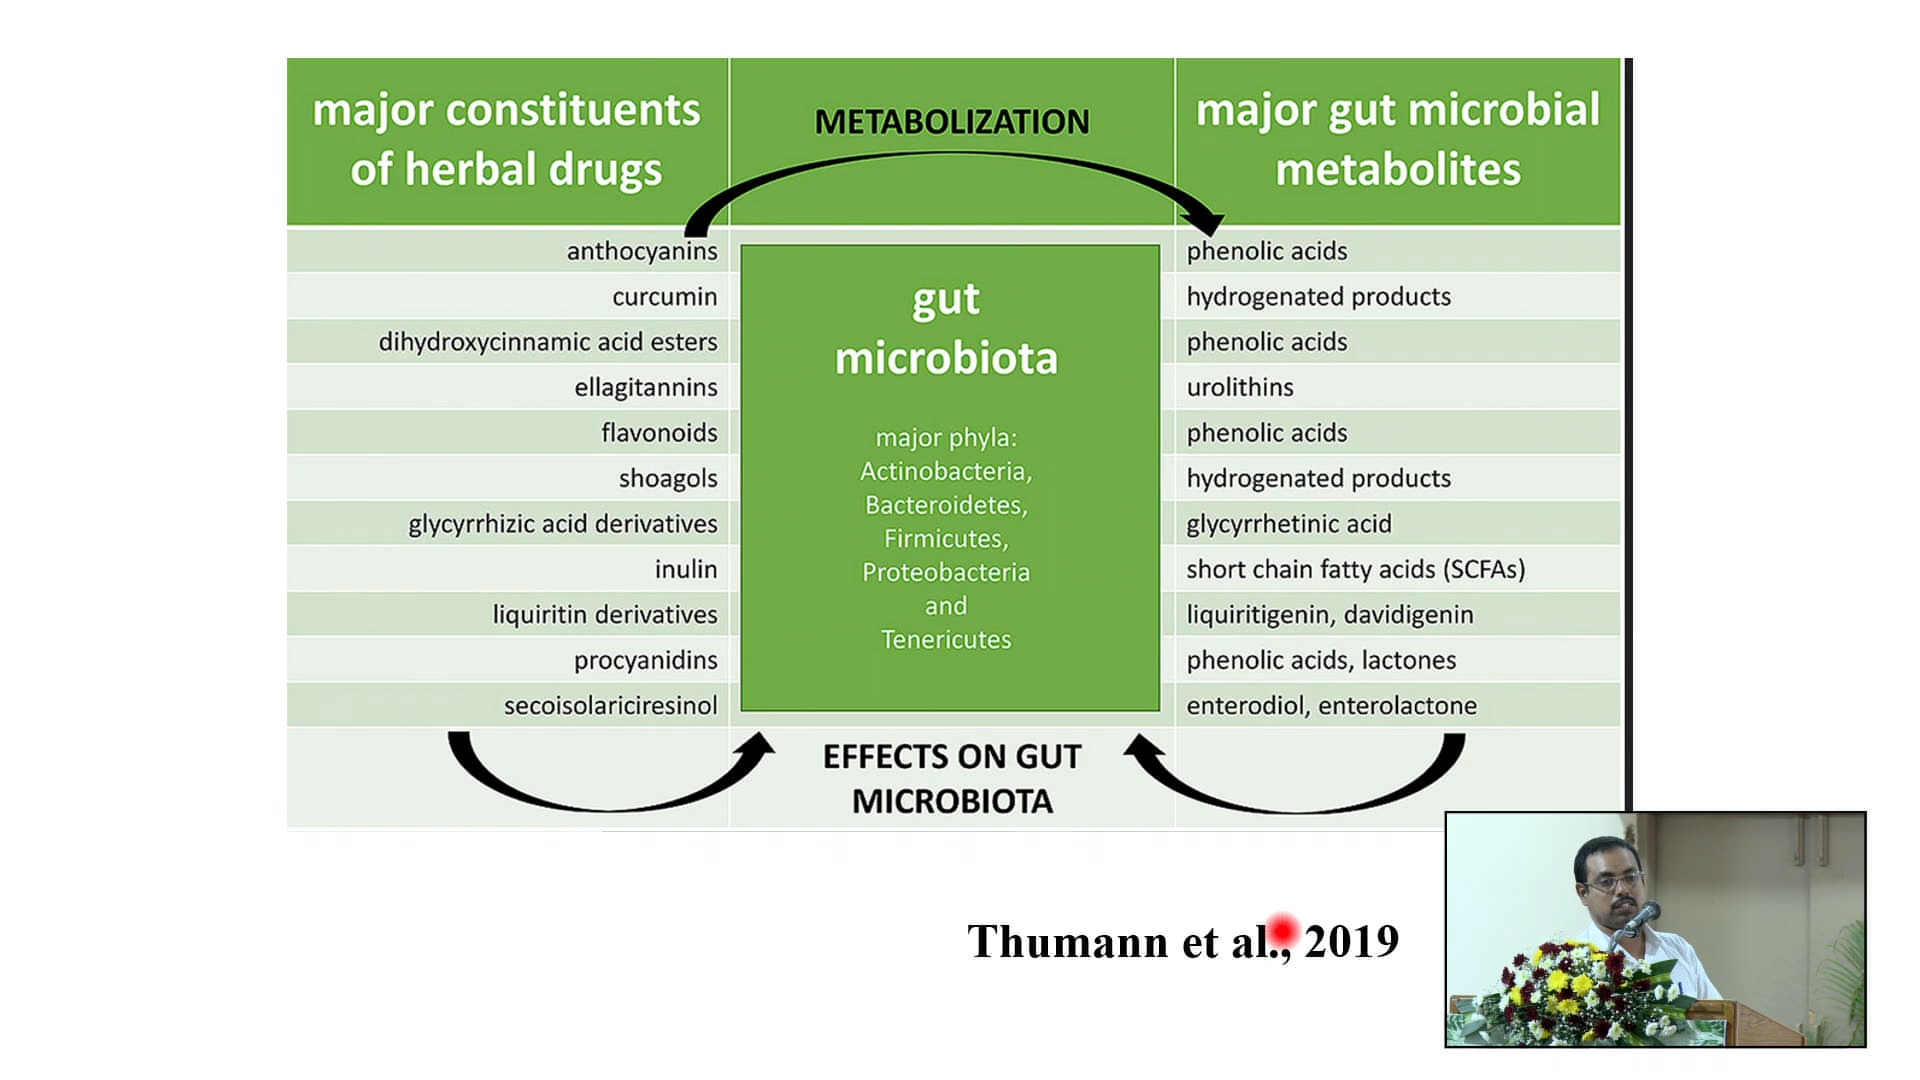 major constituents
of herbal drugs
METABOLIZATION
major gut microbial
metabolites
anthocyanins
phenolic acids
curcumin
hydrogenated products
dihydroxycinnamic acid esters
phenolic acids
ellagitannins
urolithins
flavonoids
phenolic acids
shoagols
hydrogenated products
glycyrrhizic acid derivatives
glycyrrhetinic acid
inulin
short chain fatty acids (SCFAs)
liquiritin derivatives
liquiritigenin, davidigenin
procyanidins
phenolic acids, lactones
secoisolariciresinol
enterodiol, enterolactone
gut
microbiota
major phyla:
Actinobacteria,
Bacteroidetes,
Firmicutes,
Proteobacteria
and
Tenericutes
EFFECTS ON GUT
MICROBIOTA
Thumann et al., 2019